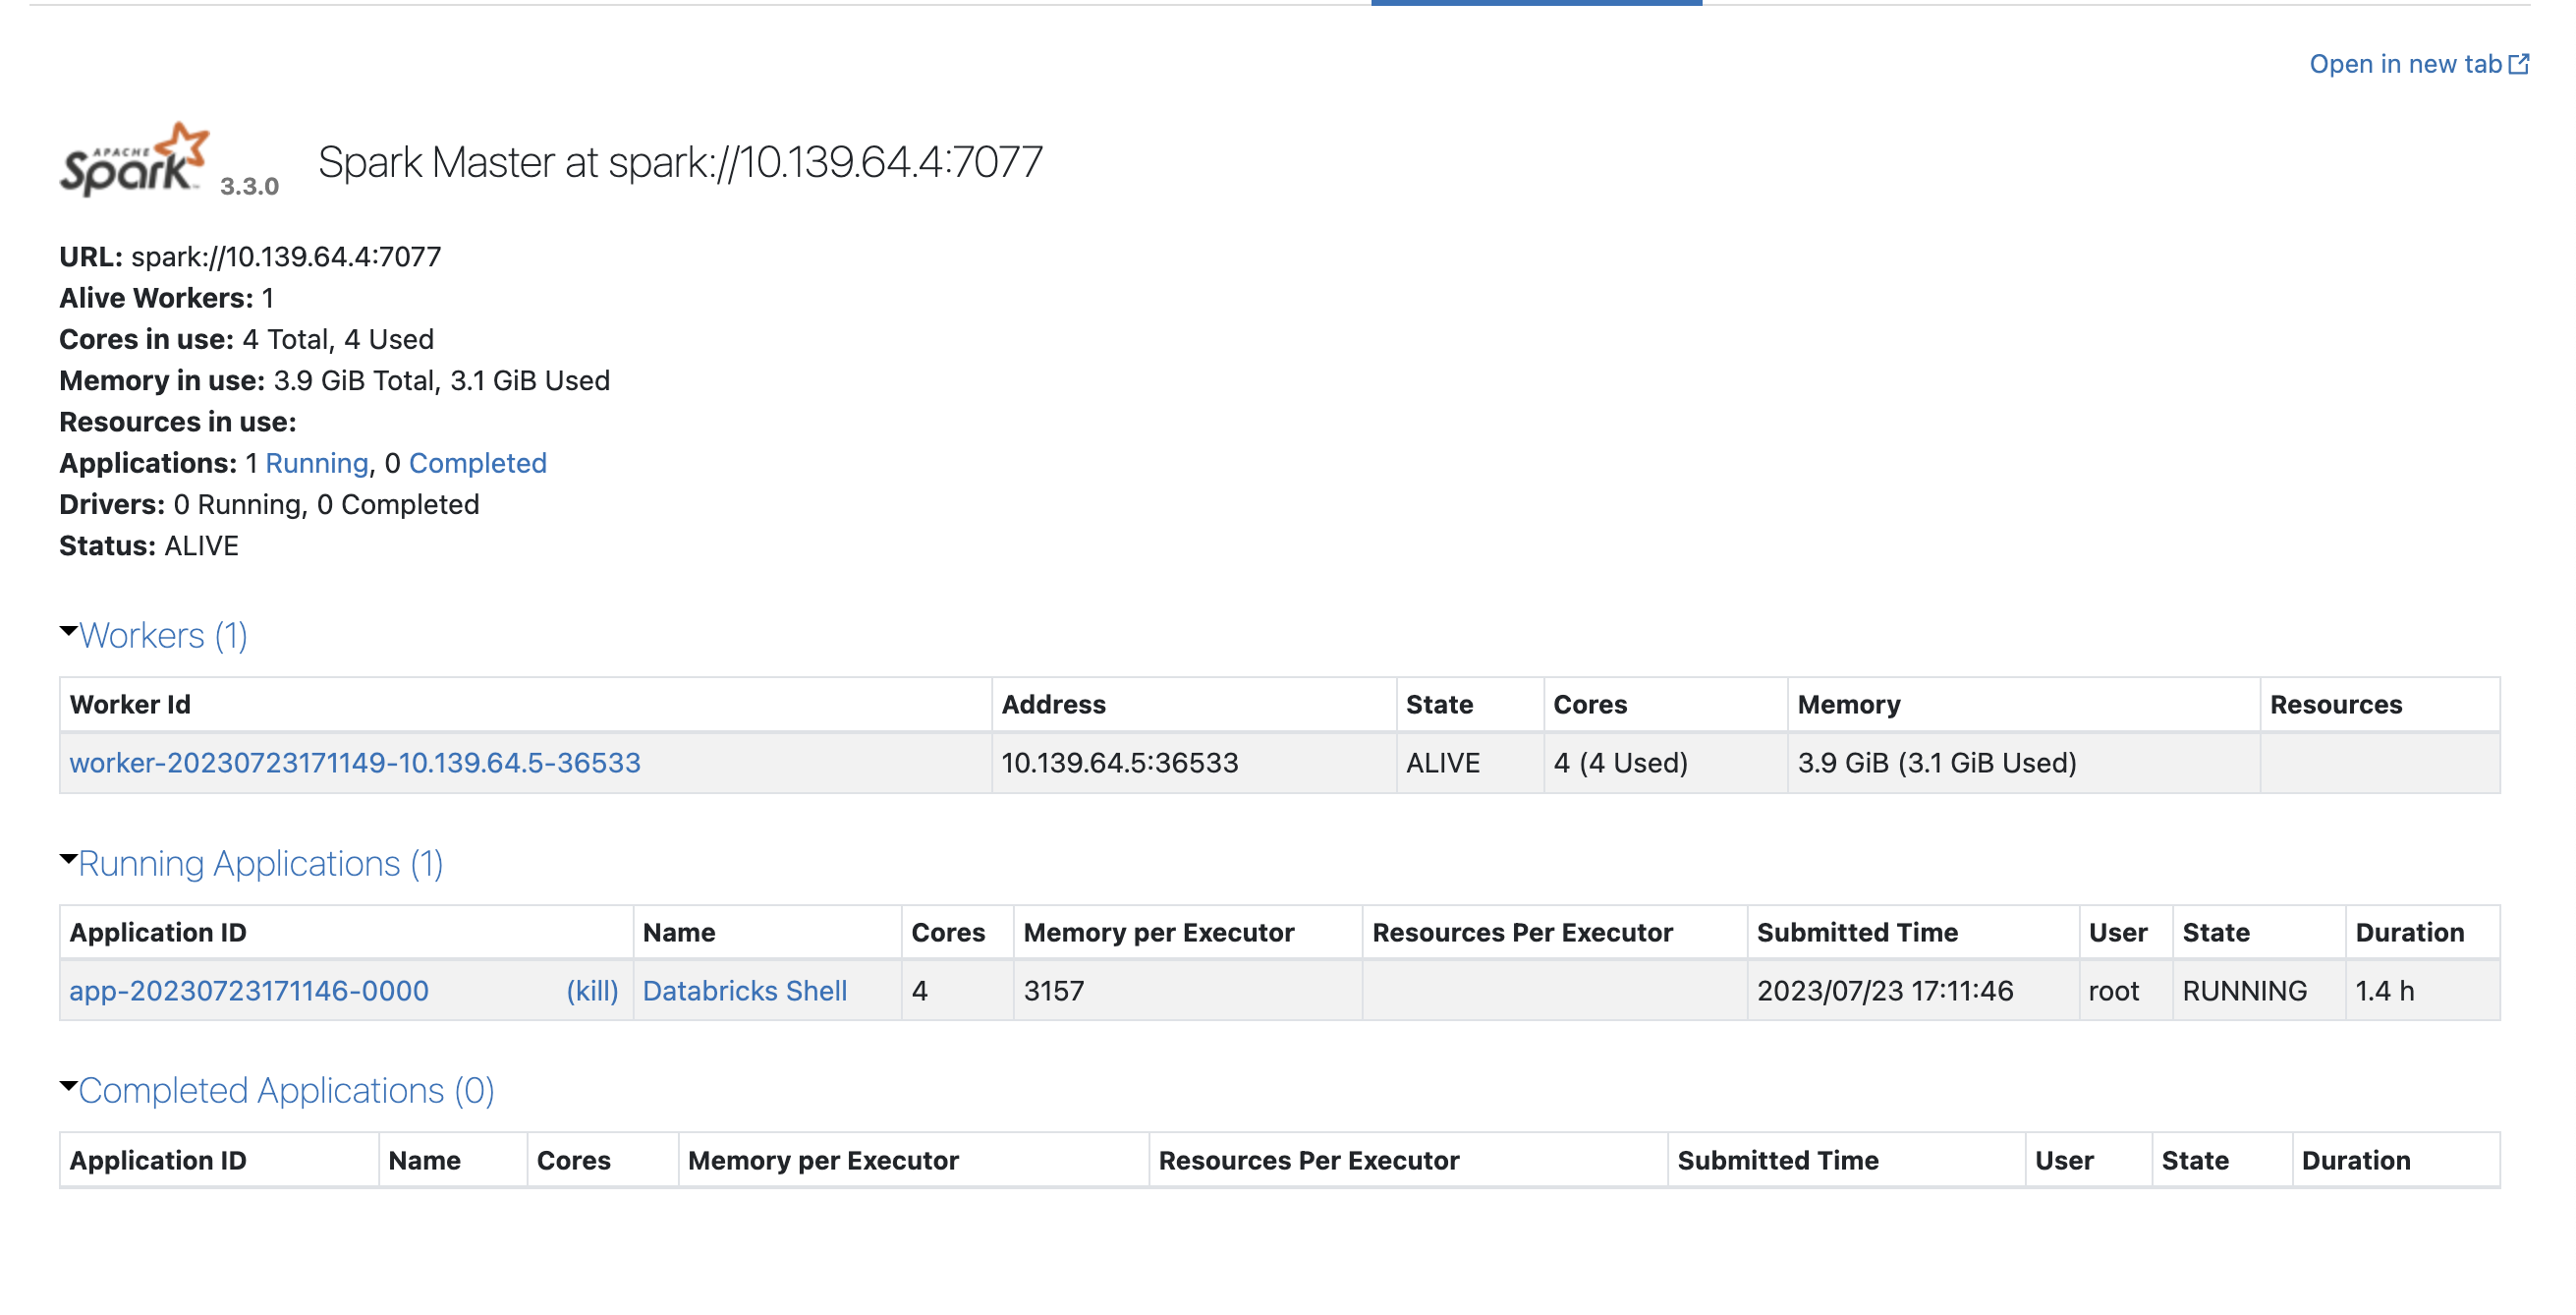 Open in new tab
APACHE Spark™ 3.3.0 Spark Master at spark://10.139.64.4:7077
URL: spark://10.139.64.4:7077
Alive Workers: 1
Cores in use: 4 Total, 4 Used
Memory in use: 3.9 GiB Total, 3.1 GiB Used
Resources in use:
Applications: 1 Running, 0 Completed
Drivers: 0 Running, 0 Completed
Status: ALIVE
Workers (1)
Worker Id Address State Cores Memory Resources
worker-20230723171149-10.139.64.5-36533 10.139.64.5:36533 ALIVE 4 (4 Used) 3.9 GiB (3.1 GiB Used)
Running Applications (1)
Application ID Name Cores Memory per Executor Resources Per Executor Submitted Time User State Duration
app-20230723171146-0000 (kill) Databricks Shell 4 3157 2023/07/23 17:11:46 root RUNNING 1.4 h
Completed Applications (0)
Application ID Name Cores Memory per Executor Resources Per Executor Submitted Time User State Duration